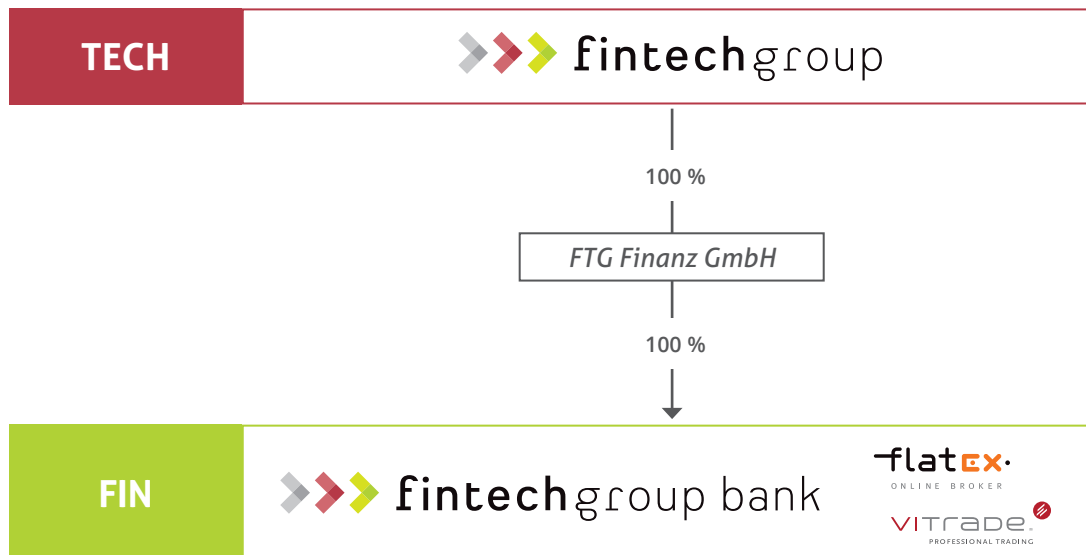 TECH
fintechgroup
100 %
FTG Finanz GmbH
100 %
FIN
fintechgroup bank
flatex
ONLINE BROKER
VITRADE
PROFESSIONAL TRADING